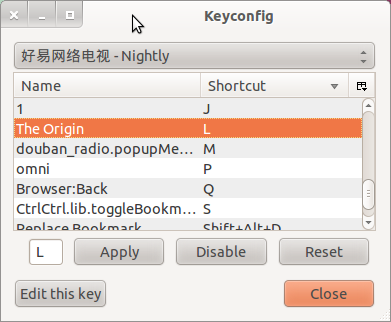 Keyconfig
好易网络电视 - Nightly
Name Shortcut
1 J
The Origin L
douban_radio.popupMe... M
omni P
Browser:Back Q
CtrlCtrl.lib.toggleBookm... S
Replace Bookmark Shift+Alt+D
L Apply Disable Reset
Edit this key Close